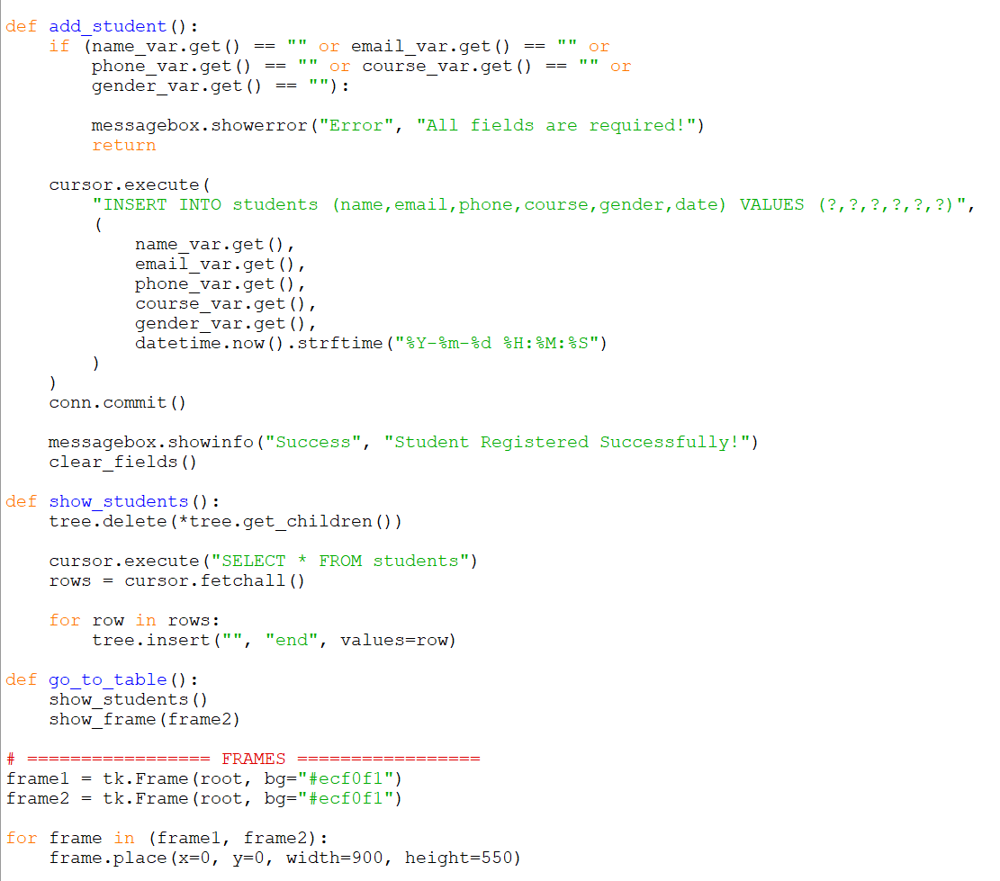 def add_student():
    if (name_var.get() == "" or email_var.get() == "" or
        phone_var.get() == "" or course_var.get() == "" or
        gender_var.get() == ""):

        messagebox.showerror("Error", "All fields are required!")
        return

    cursor.execute(
        "INSERT INTO students (name,email,phone,course,gender,date) VALUES (?,?,?,?,?,?)",
        (
            name_var.get(),
            email_var.get(),
            phone_var.get(),
            course_var.get(),
            gender_var.get(),
            datetime.now().strftime("%Y-%m-%d %H:%M:%S")
        )
    )
    conn.commit()

    messagebox.showinfo("Success", "Student Registered Successfully!")
    clear_fields()

def show_students():
    tree.delete(*tree.get_children())

    cursor.execute("SELECT * FROM students")
    rows = cursor.fetchall()

    for row in rows:
        tree.insert("", "end", values=row)

def go_to_table():
    show_students()
    show_frame(frame2)

# ================= FRAMES =================
frame1 = tk.Frame(root, bg="#ecf0f1")
frame2 = tk.Frame(root, bg="#ecf0f1")

for frame in (frame1, frame2):
    frame.place(x=0, y=0, width=900, height=550)